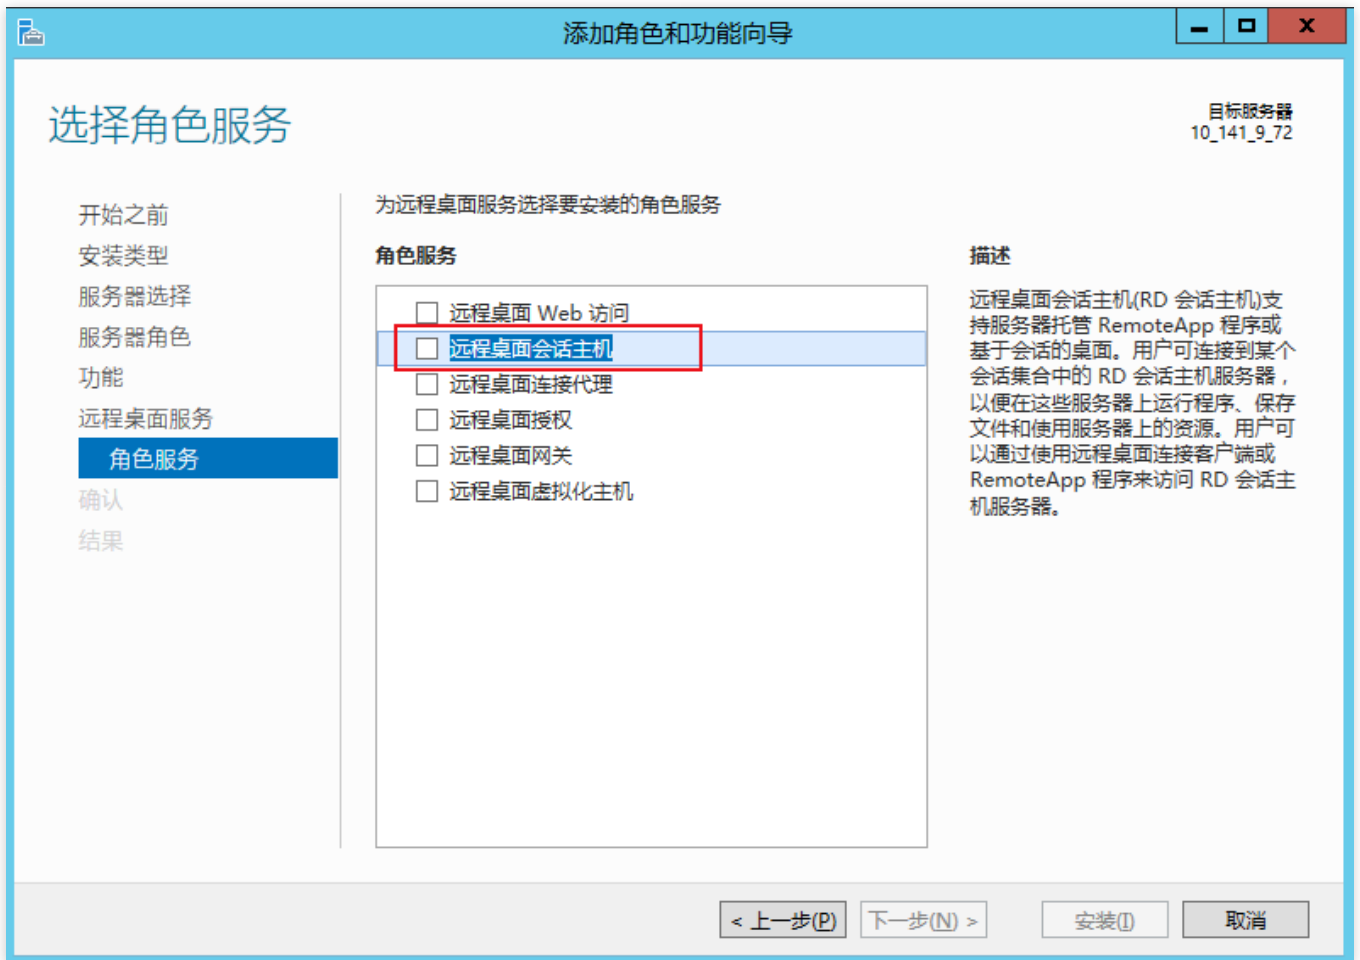 添加角色和功能向导
选择角色服务
目标服务器
10_141_9_72
开始之前
安装类型
服务器选择
服务器角色
功能
远程桌面服务
角色服务
确认
结果
为远程桌面服务选择要安装的角色服务
角色服务
远程桌面 Web 访问
远程桌面会话主机
远程桌面连接代理
远程桌面授权
远程桌面网关
远程桌面虚拟化主机
描述
远程桌面会话主机(RD 会话主机)支
持服务器托管 RemoteApp 程序或
基于会话的桌面。用户可连接到某个
会话集合中的 RD 会话主机服务器，
以便在这些服务器上运行程序、保存
文件和使用服务器上的资源。用户可
以通过使用远程桌面连接客户端或
RemoteApp 程序来访问 RD 会话主
机服务器。
< 上一步(P)
下一步(N) >
安装(I)
取消